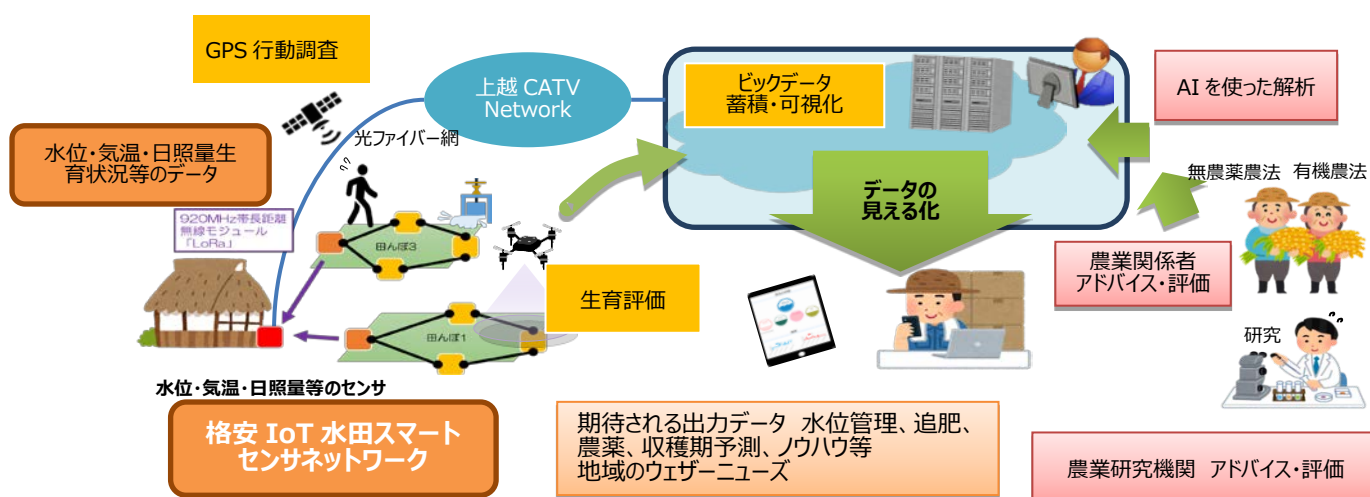 GPS 行動調査
上越 CATV
Network
ビックデータ
蓄積・可視化
AI を使った解析
水位・気温・日照量生
育状況等のデータ
光ファイバー網
無農薬農法 有機農法
データの
見える化
920MHz帯長距離
無線モジュール
「LoRa」
田んぼ3
農業関係者
アドバイス・評価
生育評価
田んぼ1
研究
水位・気温・日照量等のセンサ
格安 IoT 水田スマート
センサネットワーク
期待される出力データ 水位管理、追肥、
農薬、収穫期予測、ノウハウ等
地域のウェザーニューズ
農業研究機関 アドバイス・評価